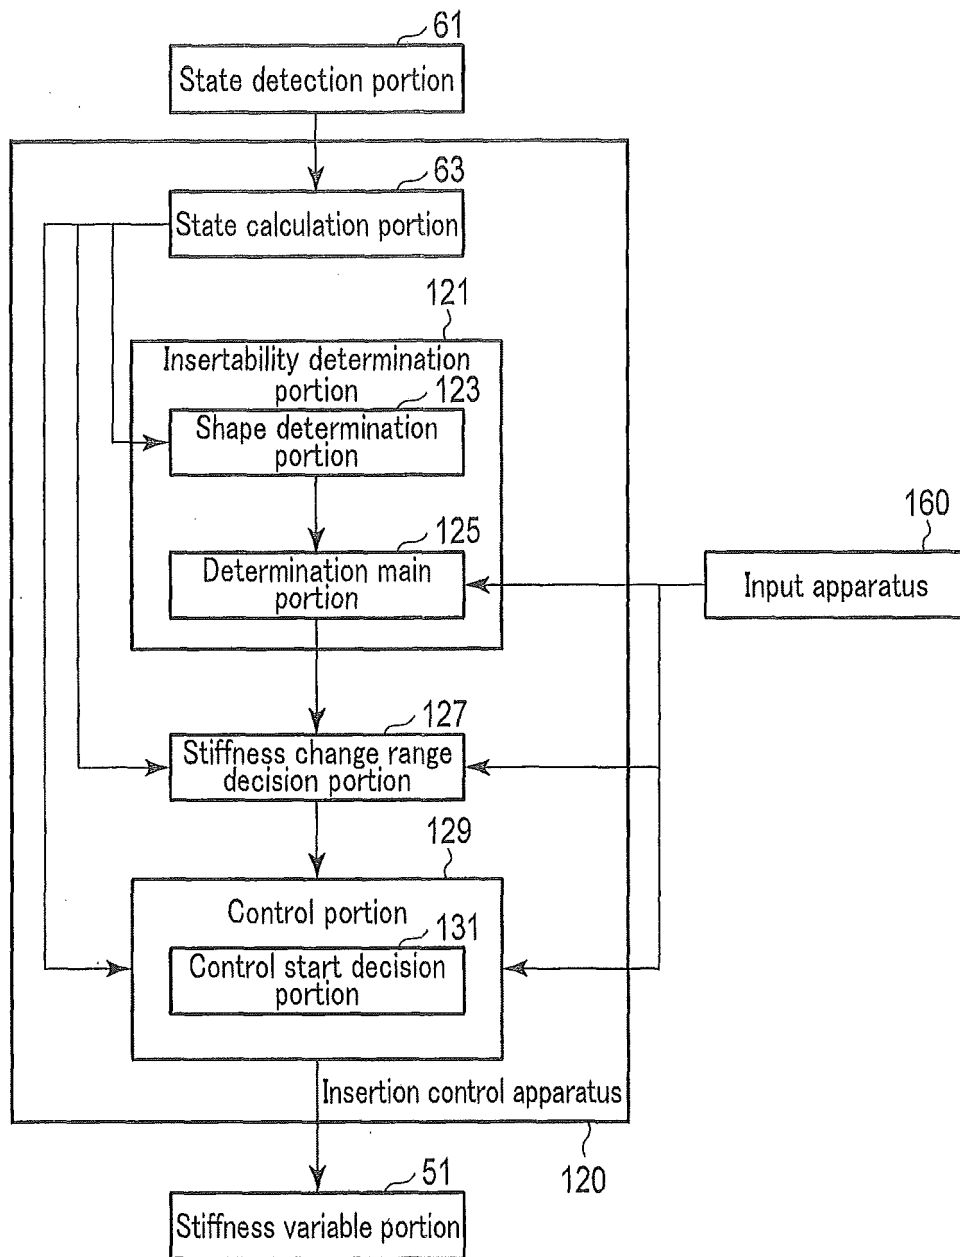 61
State detection portion
63
State calculation portion
121
Insertability determination
portion
123
Shape determination
portion
125
Determination main
portion
160
Input apparatus
127
Stiffness change range
decision portion
129
Control portion
131
Control start decision
portion
Insertion control apparatus
120
51
Stiffness variable portion